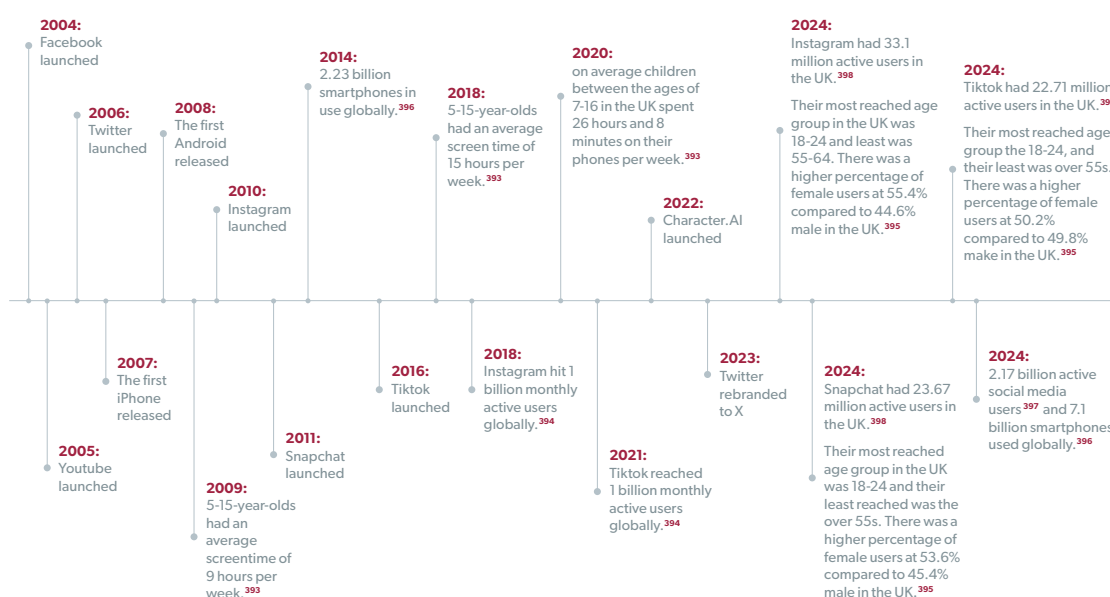 2004:
Facebook
launched
2006:
Twitter
launched
2008:
The first
Android
released
2010:
Instagram
launched
2014:
2.23 billion
smartphones in
use globally.396
2018:
5-15-year-olds
had an average
screen time of
15 hours per
week.393
2020:
on average children
between the ages of
7-16 in the UK spent
26 hours and 8
minutes on their
phones per week.393
2022:
Character.AI
launched
2024:
Instagram had 33.1
million active users in
the UK.398
Their most reached age
group in the UK was
18-24 and least was
55-64. There was a
higher percentage of
female users at 55.4%
compared to 44.6%
male in the UK.395
2024:
Tiktok had 22.71 million
active users in the UK.39
Their most reached age
group the 18-24, and
their least was over 55s.
There was a higher
percentage of female
users at 50.2%
compared to 49.8%
make in the UK.395
2005:
Youtube
launched
2007:
The first
iPhone
released
2009:
5-15-year-olds
had an
average
screentime of
9 hours per
week.393
2011:
Snapchat
launched
2016:
Tiktok
launched
2018:
Instagram hit 1
billion monthly
active users
globally.394
2021:
Tiktok reached
1 billion monthly
active users
globally.394
2023:
Twitter
rebranded
to X
2024:
Snapchat had 23.67
million active users in
the UK.398
Their most reached
age group in the UK
was 18-24 and their
least reached was the
over 55s. There was a
higher percentage of
female users at 53.6%
compared to 45.4%
male in the UK.395
2024:
2.17 billion active
social media
users397 and 7.1
billion smartphones
used globally.396